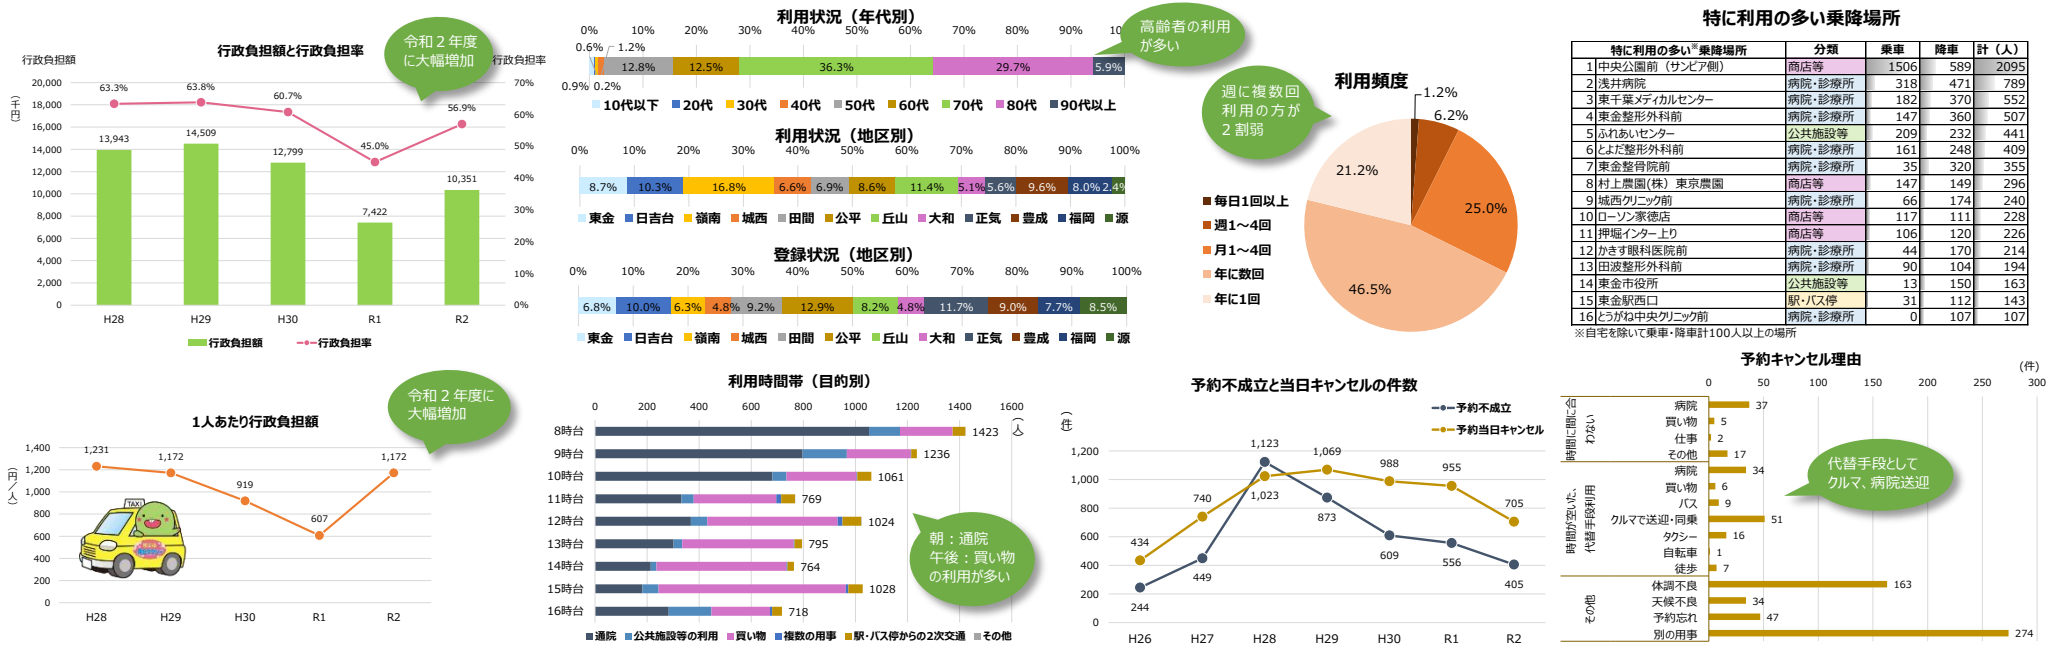 行政負担額と行政負担率
令和２年度
に大幅増加
行政負担額
行政負担率
(千円)
20,000
18,000
16,000
14,000
12,000
10,000
8,000
6,000
4,000
2,000
0
70%
60%
50%
40%
30%
20%
10%
0%
63.3%
63.8%
60.7%
45.0%
56.9%
13,943
14,509
12,799
7,422
10,351
H28 H29 H30 R1 R2
行政負担額 行政負担率
1人あたり行政負担額
令和２年度に
大幅増加
(円／人)
1,400
1,200
1,000
800
600
400
200
0
1,231
1,172
919
607
1,172
TAXI
H28 H29 H30 R1 R2
利用状況（年代別）
高齢者の利用
が多い
0% 10% 20% 30% 40% 50% 60% 70% 80% 90% 100%
0.6% 1.2%
12.8% 12.5% 36.3% 29.7% 5.9%
0.9% 0.2%
10代以下 20代 30代 40代 50代 60代 70代 80代 90代以上
利用状況（地区別）
0% 10% 20% 30% 40% 50% 60% 70% 80% 90% 100%
8.7% 10.3% 16.8% 6.6% 6.9% 8.6% 11.4% 5.1% 5.6% 9.6% 8.0% 2.4%
東金 日吉台 嶺南 城西 田間 公平 丘山 大和 正気 豊成 福岡 源
登録状況（地区別）
0% 10% 20% 30% 40% 50% 60% 70% 80% 90% 100%
6.8% 10.0% 6.3% 4.8% 9.2% 12.9% 8.2% 4.8% 11.7% 9.0% 7.7% 8.5%
東金 日吉台 嶺南 城西 田間 公平 丘山 大和 正気 豊成 福岡 源
利用時間帯（目的別）
0 200 400 600 800 1000 1200 1400 1600
(人)
8時台 1423
9時台 1236
10時台 1061
11時台 769
12時台 1024
13時台 795
14時台 764
15時台 1028
16時台 718
朝：通院
午後：買い物
の利用が多い
通院 公共施設等の利用 買い物 複数の用事 駅・バス停からの2次交通 その他
利用頻度
週に複数回
利用の方が
２割弱
1.2%
6.2%
25.0%
46.5%
21.2%
毎日1回以上
週1～4回
月1～4回
年に数回
年に1回
予約不成立と当日キャンセルの件数
(件)
予約不成立
予約当日キャンセル
1,200
1,000
800
600
400
200
0
434
740
1,023
1,069
988
955
705
244
449
1,123
873
609
556
405
H26 H27 H28 H29 H30 R1 R2
特に利用の多い乗降場所
特に利用の多い※乗降場所 分類 乗車 降車 計（人）
1 中央公園前（サンピア側） 商店等 1506 589 2095
2 浅井病院 病院・診療所 318 471 789
3 東千葉メディカルセンター 病院・診療所 182 370 552
4 東金整形外科前 病院・診療所 147 360 507
5 ふれあいセンター 公共施設等 209 232 441
6 とよだ整形外科前 病院・診療所 161 248 409
7 東金整骨院前 病院・診療所 35 320 355
8 村上農園(株）東京農園 商店等 147 149 296
9 城西クリニック前 病院・診療所 66 174 240
10 ローソン家徳店 商店等 117 111 228
11 押堀インター上り 商店等 106 120 226
12 かきす眼科医院前 病院・診療所 44 170 214
13 田波整形外科前 病院・診療所 90 104 194
14 東金市役所 公共施設等 13 150 163
15 東金駅西口 駅・バス停 31 112 143
16 とうがね中央クリニック前 病院・診療所 0 107 107
※自宅を除いて乗車・降車計100人以上の場所
予約キャンセル理由
(件)
0 50 100 150 200 250 300
時間に間に合わない
病院 37
買い物 5
仕事 2
その他 17
時間が空いた、代替手段利用
病院 34
買い物 6
バス 9
クルマで送迎・同乗 51
タクシー 16
自転車 1
徒歩 7
その他
体調不良 163
天候不良 34
予約忘れ 47
別の用事 274
代替手段として
クルマ、病院送迎